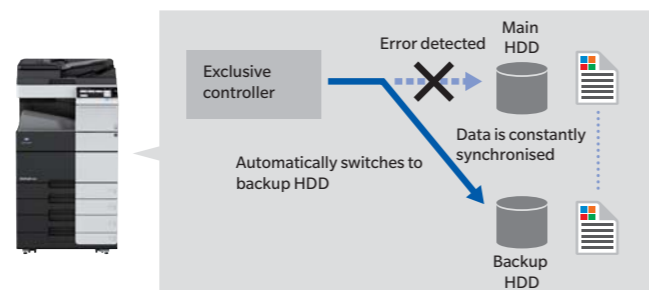 Main
HDD
Error detected
Exclusive
controller
Data is constantly
synchronised
Automatically switches to
backup HDD
Backup
HDD